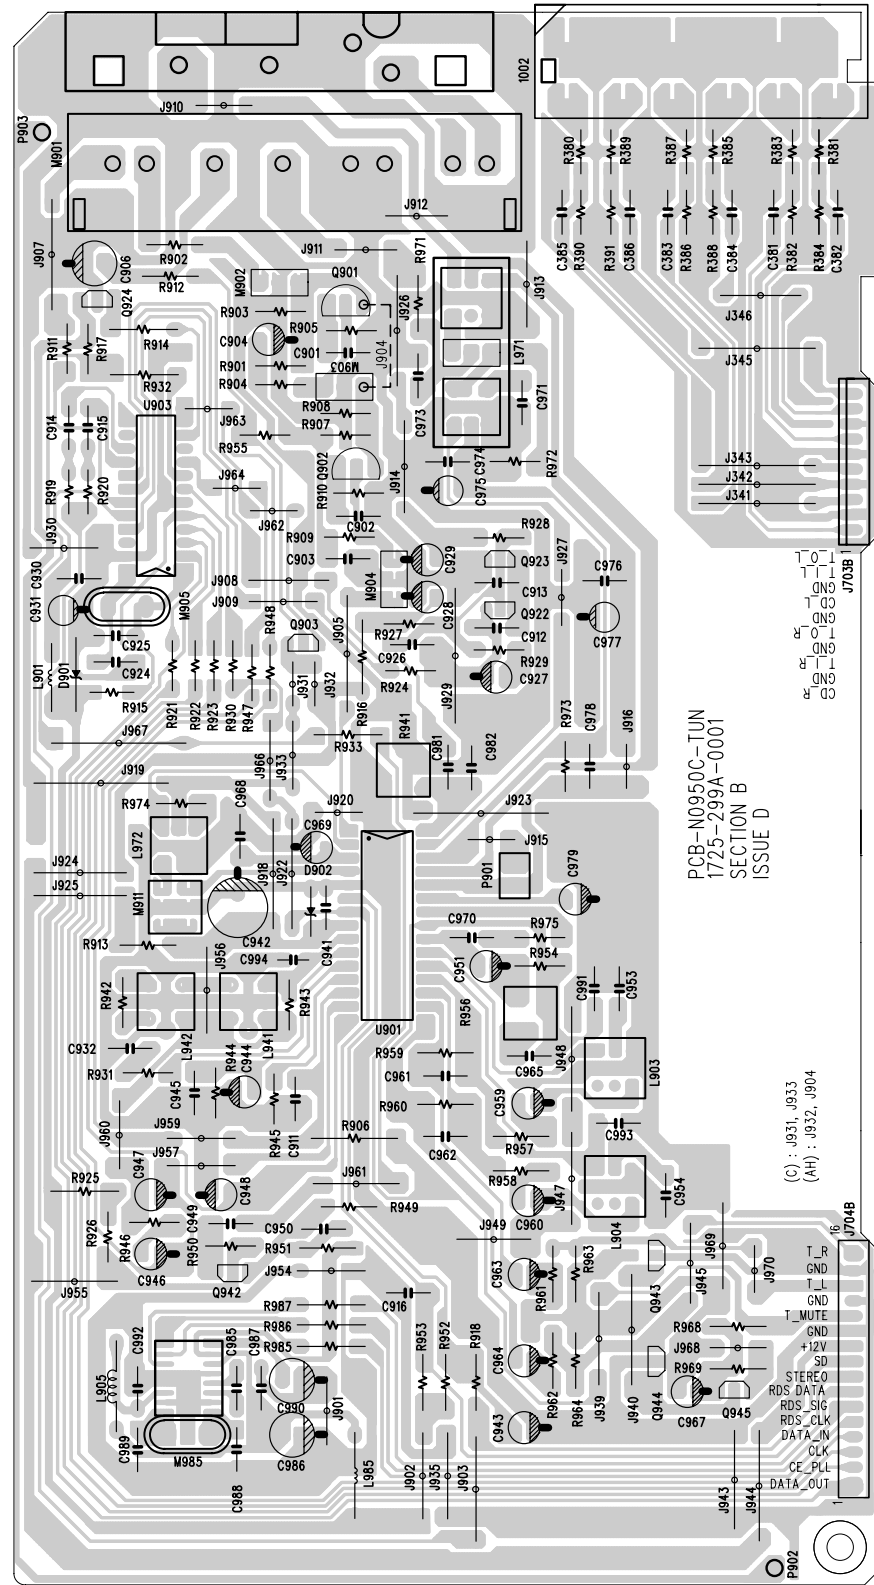 1002
J910
P903
M901
R380
R389
R387
R385
R383
R381
J912
J907
C906
R902
R912
Q924
J911
R971
M902
Q901
J926
J913
C385
R390
R391
C386
C383
R386
R388
C384
C381
R382
R384
C382
R903
R905
C904
C901
M903
J904
L971
J346
R911
R917
R914
R901
R904
J345
R932
U903
J963
R908
R907
C973
C971
C914
C915
R955
Q902
C974
R972
J343
J342
J341
R919
R920
J964
R910
J914
C975
J962
C902
J930
R909
R928
J927
C903
C929
Q923
C976
J703B
1
C930
J908
M904
C913
T_O_L
T_I_L
GND
CD_L
GND
T_O_R
GND
T_I_R
GND
CD_R
C931
J909
M905
R948
Q903
J905
C928
Q922
C977
C925
R927
C912
L901
D901
C924
C926
R929
R924
C927
R915
R921
R922
R923
R930
R947
J931
J932
R916
J929
J967
R933
R941
C981
C982
R973
C978
J916
J966
J933
PCB-N0950C-TUN
1725-299A-0001
SECTION B
ISSUE D
J919
R974
C968
J920
J923
L972
C969
J915
J924
J925
M911
J918
J922
D902
P901
C979
C942
C941
R913
J956
C994
C970
R975
C951
R954
R942
R943
R956
C991
C953
L942
L941
U901
C932
R944
C944
R959
C965
J948
L903
R931
C945
C961
C959
R960
J960
J959
R945
C911
R906
C962
R957
C993
(C) : J931, J933
(AH) : J932, J904
J957
C947
C948
J961
R958
J947
C954
R925
C949
R949
C960
L904
R926
R946
C950
J949
J969
J704B
16
R950
R951
C963
R963
J970
T_R
C946
J954
R961
Q943
J945
GND
J955
Q942
C916
T_L
R987
GND
R986
R953
R952
R918
R968
T_MUTE
GND
C992
C985
C987
R985
C964
J968
+12V
R969
SD
L905
C990
J901
R962
R964
J939
J940
Q944
C967
Q945
STEREO
RDS DATA
RDS_SIG
C943
RDS_CLK
C989
M985
C986
DATA_IN
L985
J902
J935
J903
CLK
C988
CE_PLL
J943
J944
DATA_OUT
1
P902